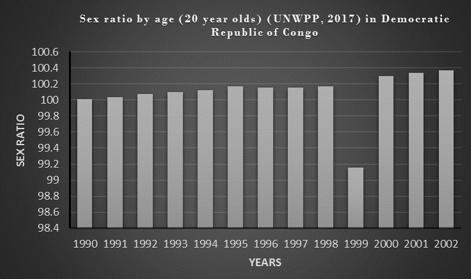 Sex ratio by age (20 year olds) (UNWPP, 2017) in Democratic
Republic of Congo
100.6
100.4
100.2
100
99.8
99.6
99.4
99.2
99
98.8
98.6
98.4
SEX RATIO
1990 1991 1992 1993 1994 1995 1996 1997 1998 1999 2000 2001 2002
YEARS